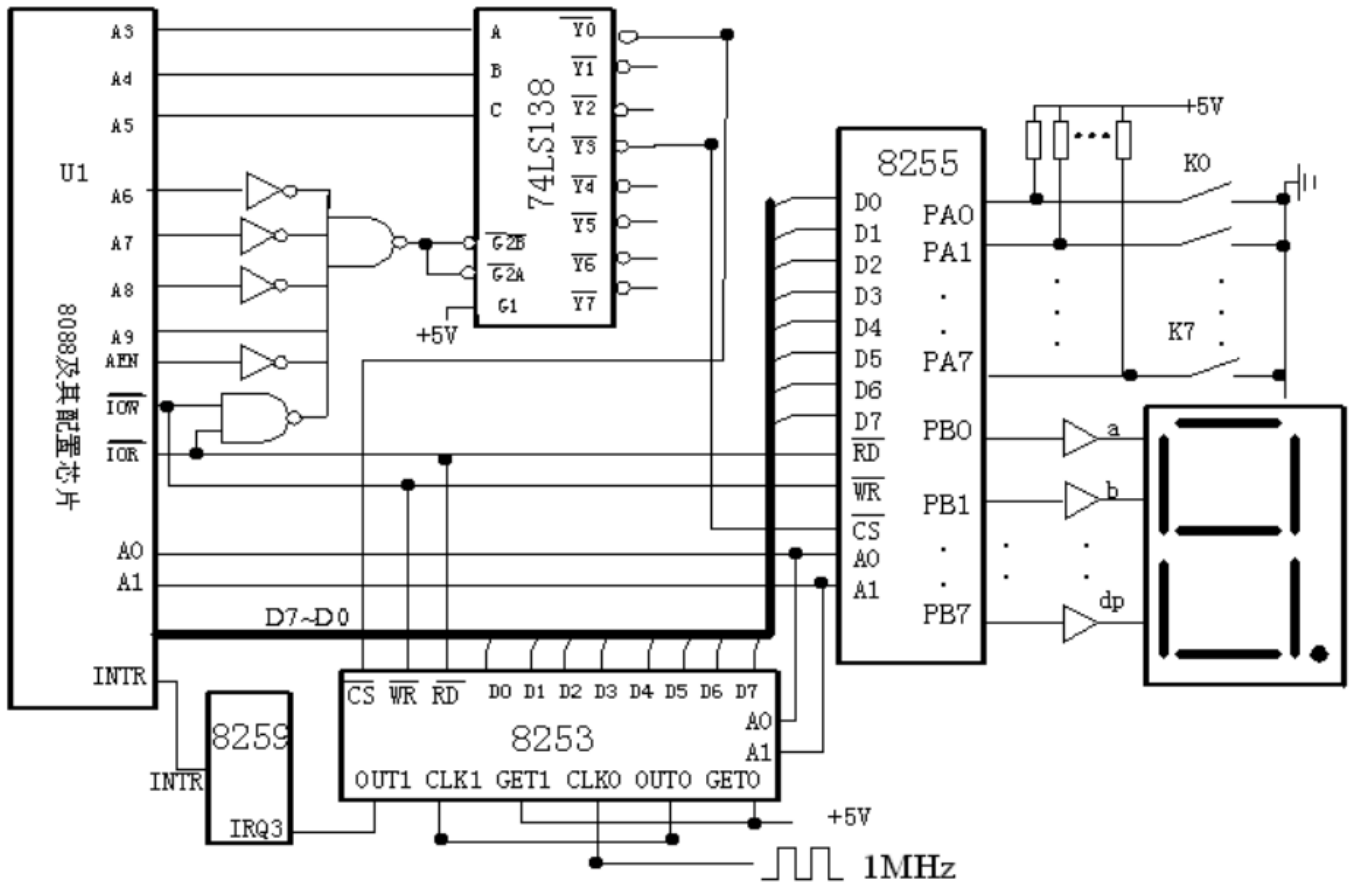 U1
8088及其配置芯片
A3
A4
A5
A6
A7
A8
A9
AEN
IOW
IOR
A0
A1
INTR
D7~D0
74LS138
A
B
C
G2B
G2A
G1
+5V
Y0
Y1
Y2
Y3
Y4
Y5
Y6
Y7
8255
D0
D1
D2
D3
D4
D5
D6
D7
RD
WR
CS
A0
A1
PA0
PA1
PA7
PB0
PB1
PB7
+5V
K0
K7
a
b
dp
8253
CS WR RD D0 D1 D2 D3 D4 D5 D6 D7
A0
A1
OUT1 CLK1 GET1 CLK0 OUT0 GET0
+5V
1MHz
8259
INTR
IRQ3